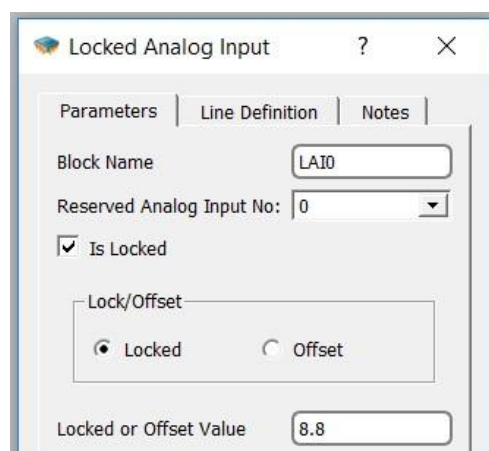 Locked Analog Input ? ×
Parameters Line Definition Notes
Block Name LAI0
Reserved Analog Input No: 0
Is Locked
Lock/Offset
Locked Offset
Locked or Offset Value 8.8